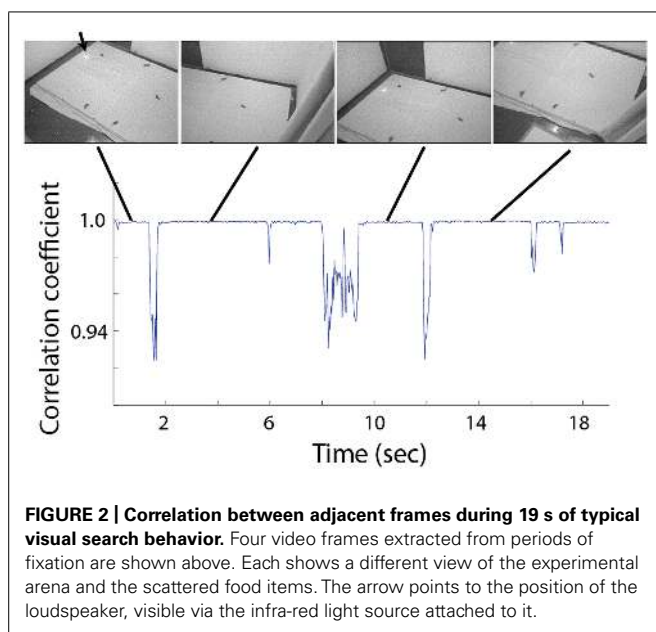 Correlation coefficient
1.0
0.94
2
6
10
14
18
Time (sec)
FIGURE 2 | Correlation between adjacent frames during 19 s of typical
visual search behavior. Four video frames extracted from periods of
fixation are shown above. Each shows a different view of the experimental
arena and the scattered food items. The arrow points to the position of the
loudspeaker, visible via the infra-red light source attached to it.